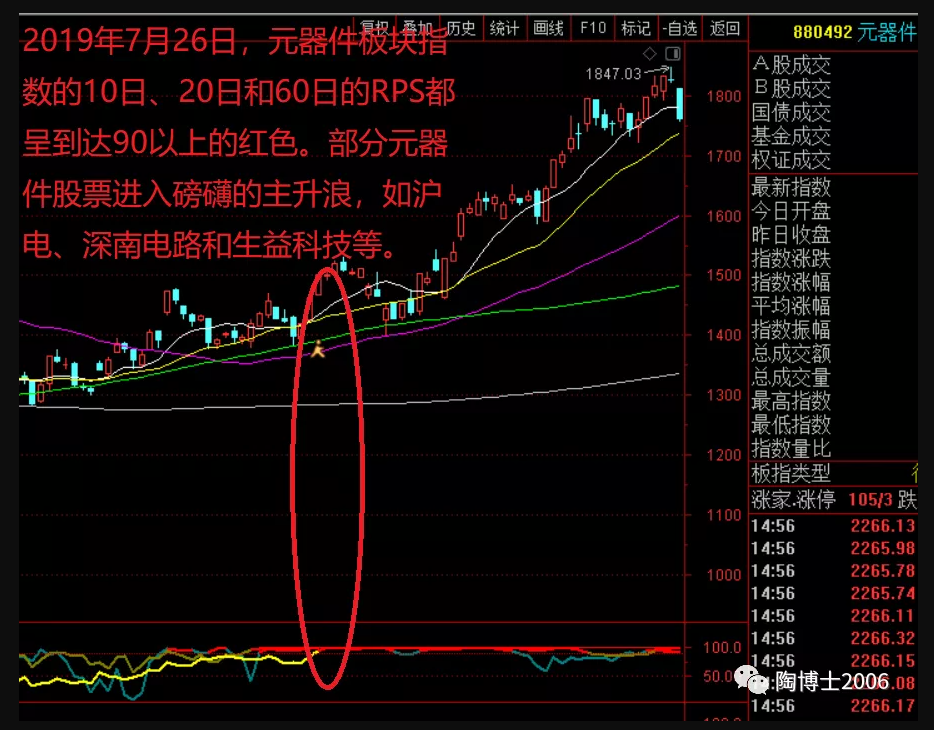 复权 叠加 历史 统计 画线 F10 标记 -自选 返回
880492 元器件
2019年7月26日，元器件板块指
数的10日、20日和60日的RPS都
呈到达90以上的红色。部分元器
件股票进入磅礴的主升浪，如沪
电、深南电路和生益科技等。
1847.03
1800
1700
1600
1500
1400
1300
1200
1100
1000
100.0
50.0
A股成交
B股成交
国债成交
基金成交
权证成交
最新指数
今日开盘
昨日收盘
指数涨跌
指数涨幅
平均涨幅
指数振幅
总成交额
总成交量
最高指数
最低指数
指数量比
板指类型
涨家.涨停 105/3 跌
14:56 2266.13
14:56 2265.98
14:56 2265.78
14:56 2265.74
14:56 2266.11
14:56 2266.32
14:56 2266.15
陶博士2006
14:56 2266.17